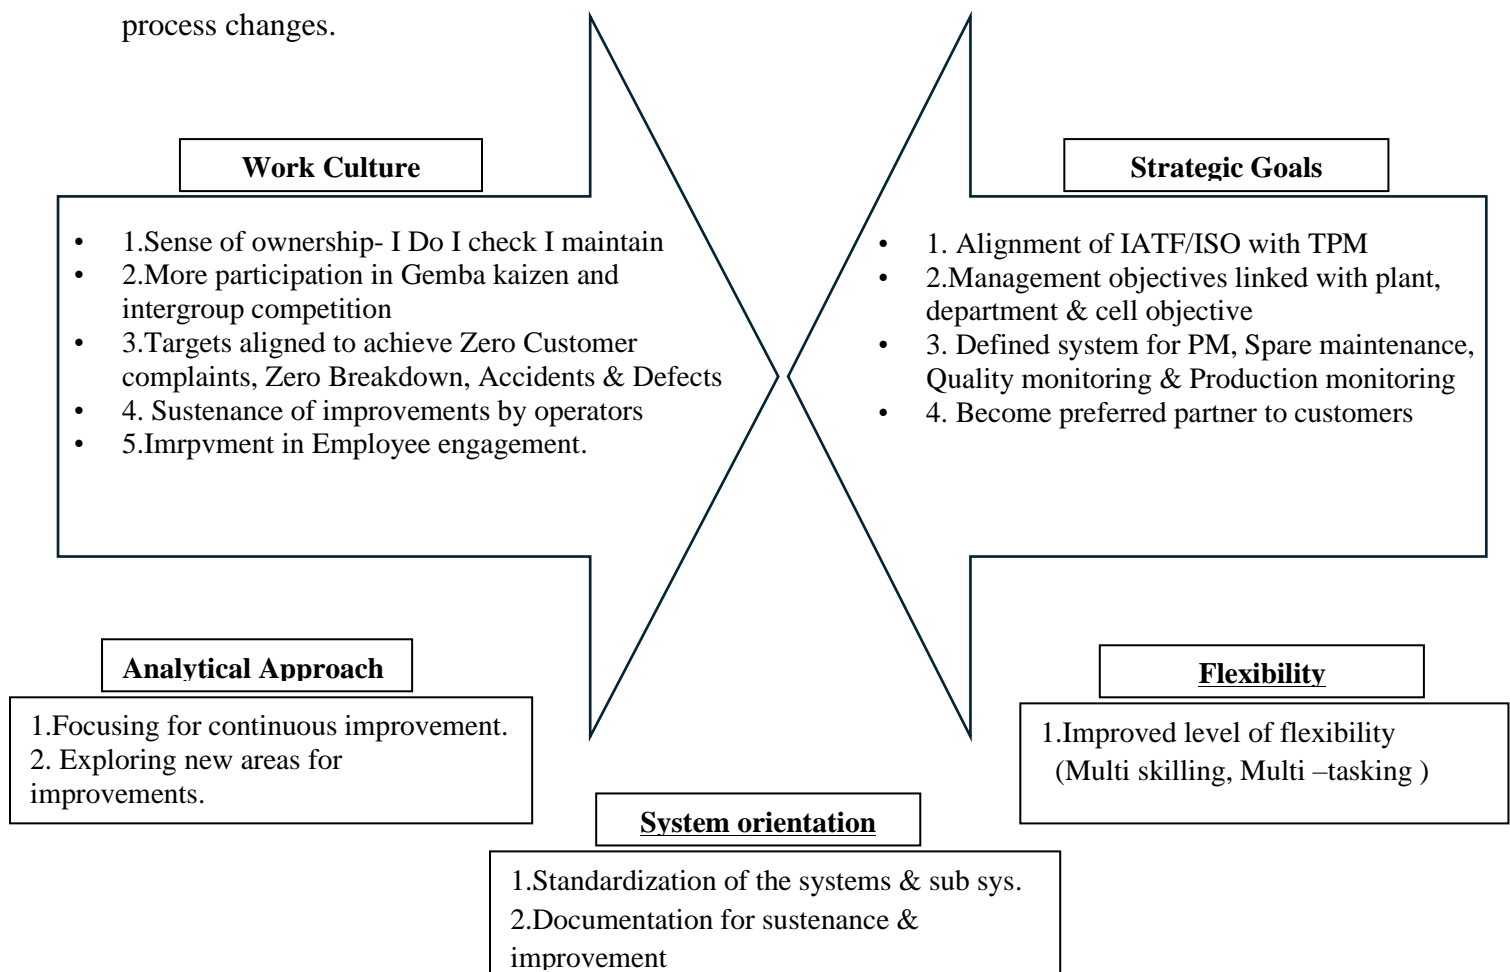 process changes.
Work Culture
• 1.Sense of ownership- I Do I check I maintain
• 2.More participation in Gemba kaizen and
intergroup competition
• 3.Targets aligned to achieve Zero Customer
complaints, Zero Breakdown, Accidents & Defects
• 4. Sustenance of improvements by operators
• 5.Imrpvment in Employee engagement.
Strategic Goals
• 1. Alignment of IATF/ISO with TPM
• 2.Management objectives linked with plant,
department & cell objective
• 3. Defined system for PM, Spare maintenance,
Quality monitoring & Production monitoring
• 4. Become preferred partner to customers
Analytical Approach
1.Focusing for continuous improvement.
2. Exploring new areas for
improvements.
Flexibility
1.Improved level of flexibility
(Multi skilling, Multi –tasking )
System orientation
1.Standardization of the systems & sub sys.
2.Documentation for sustenance &
improvement